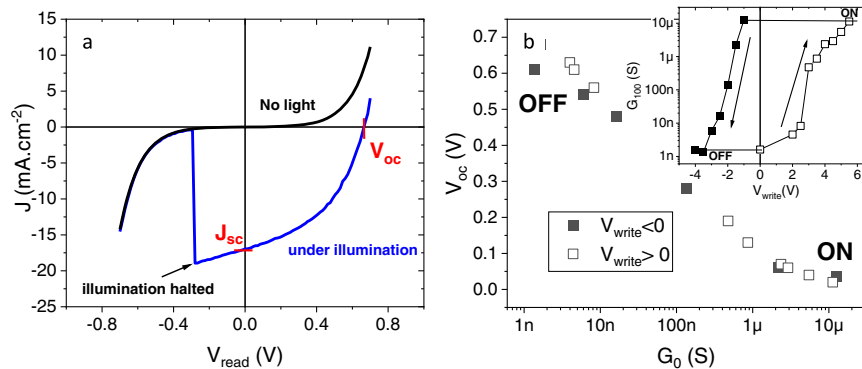 a
No light
V_oc
J_sc
under illumination
illumination halted
J (mA.cm⁻²)
15
10
5
0
-5
-10
-15
-20
-25
-0.8
-0.4
0.0
0.4
0.8
V_read (V)
b
OFF
ON
V_write<0
V_write> 0
V_oc (V)
0.7
0.6
0.5
0.4
0.3
0.2
0.1
0.0
1n
10n
100n
1µ
10µ
G_0 (S)
ON
OFF
G_100 (S)
10µ
1µ
100n
10n
1n
-4
-2
0
2
4
6
V_write(V)